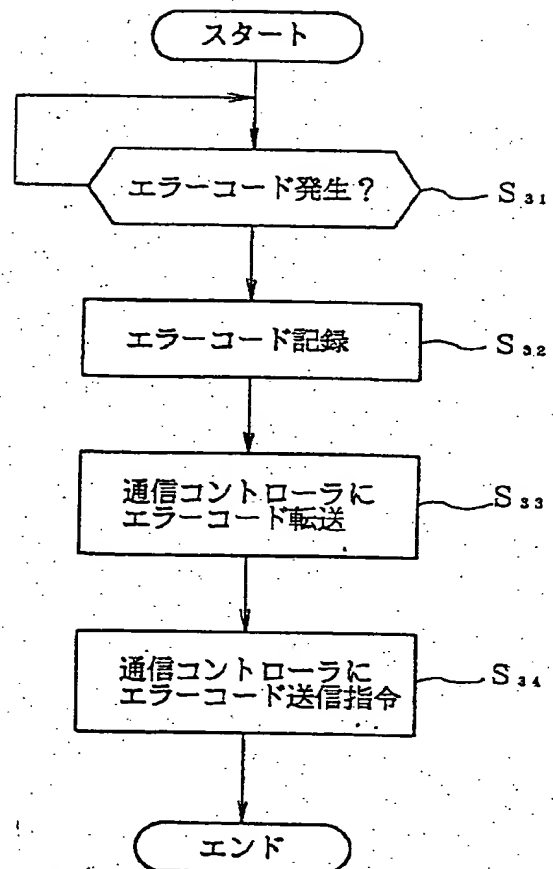 スタート
エラーコード発生?
S₃₁
エラーコード記録
S₃₂
通信コントローラに
エラーコード転送
S₃₃
通信コントローラに
エラーコード送信指令
S₃₄
エンド